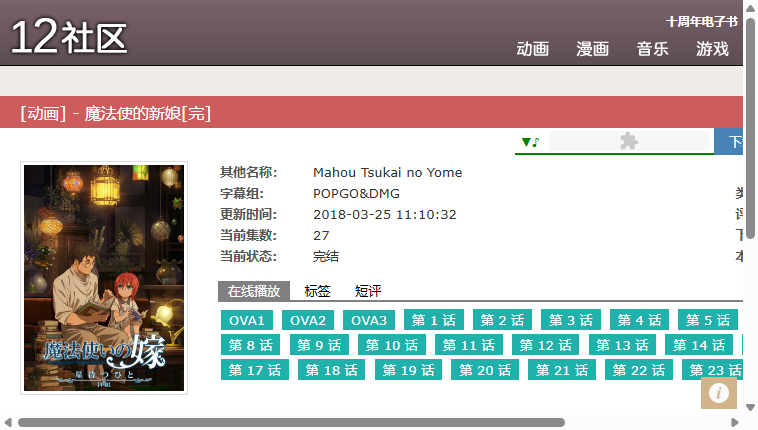 12社区
十周年电子书
动画 漫画 音乐 游戏
[动画] - 魔法使的新娘[完]
▼♪
其他名称: Mahou Tsukai no Yome
字幕组: POPGO&DMG
更新时间: 2018-03-25 11:10:32
当前集数: 27
当前状态: 完结
在线播放 标签 短评
OVA1 OVA2 OVA3 第 1 话 第 2 话 第 3 话 第 4 话 第 5 话
第 8 话 第 9 话 第 10 话 第 11 话 第 12 话 第 13 话 第 14 话
第 17 话 第 18 话 第 19 话 第 20 话 第 21 话 第 22 话 第 23 话
魔法使いの嫁
星待つひと